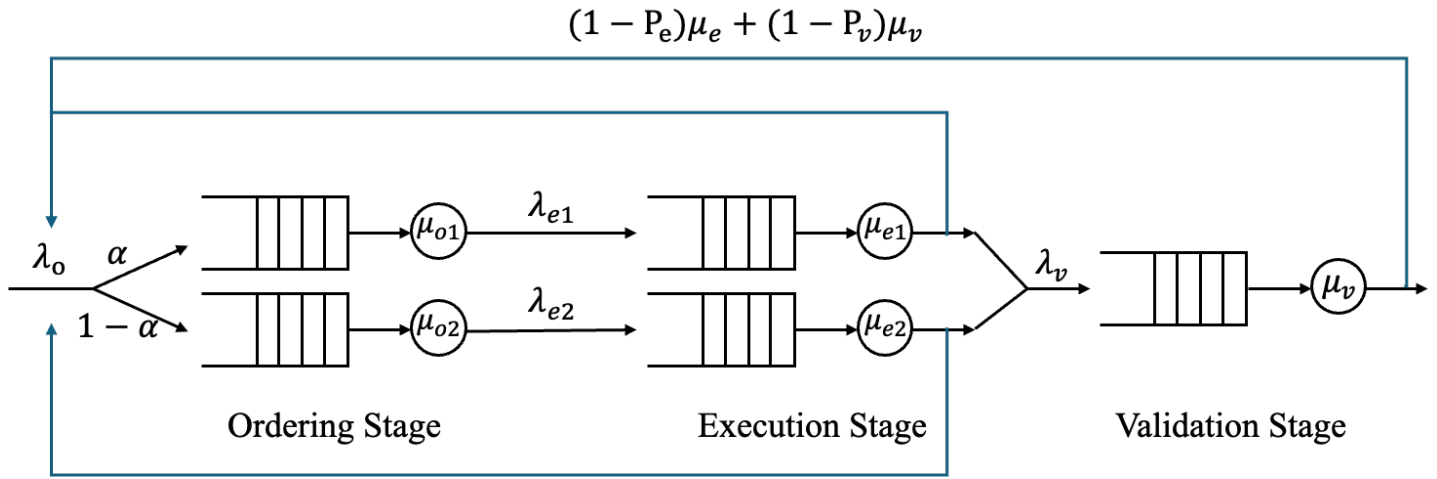 (1 − Pₑ)μₑ + (1 − Pᵥ)μᵥ
λₒ
α
1 − α
μₒ₁
λₑ₁
μₑ₁
μₒ₂
λₑ₂
μₑ₂
λᵥ
μᵥ
Ordering Stage
Execution Stage
Validation Stage